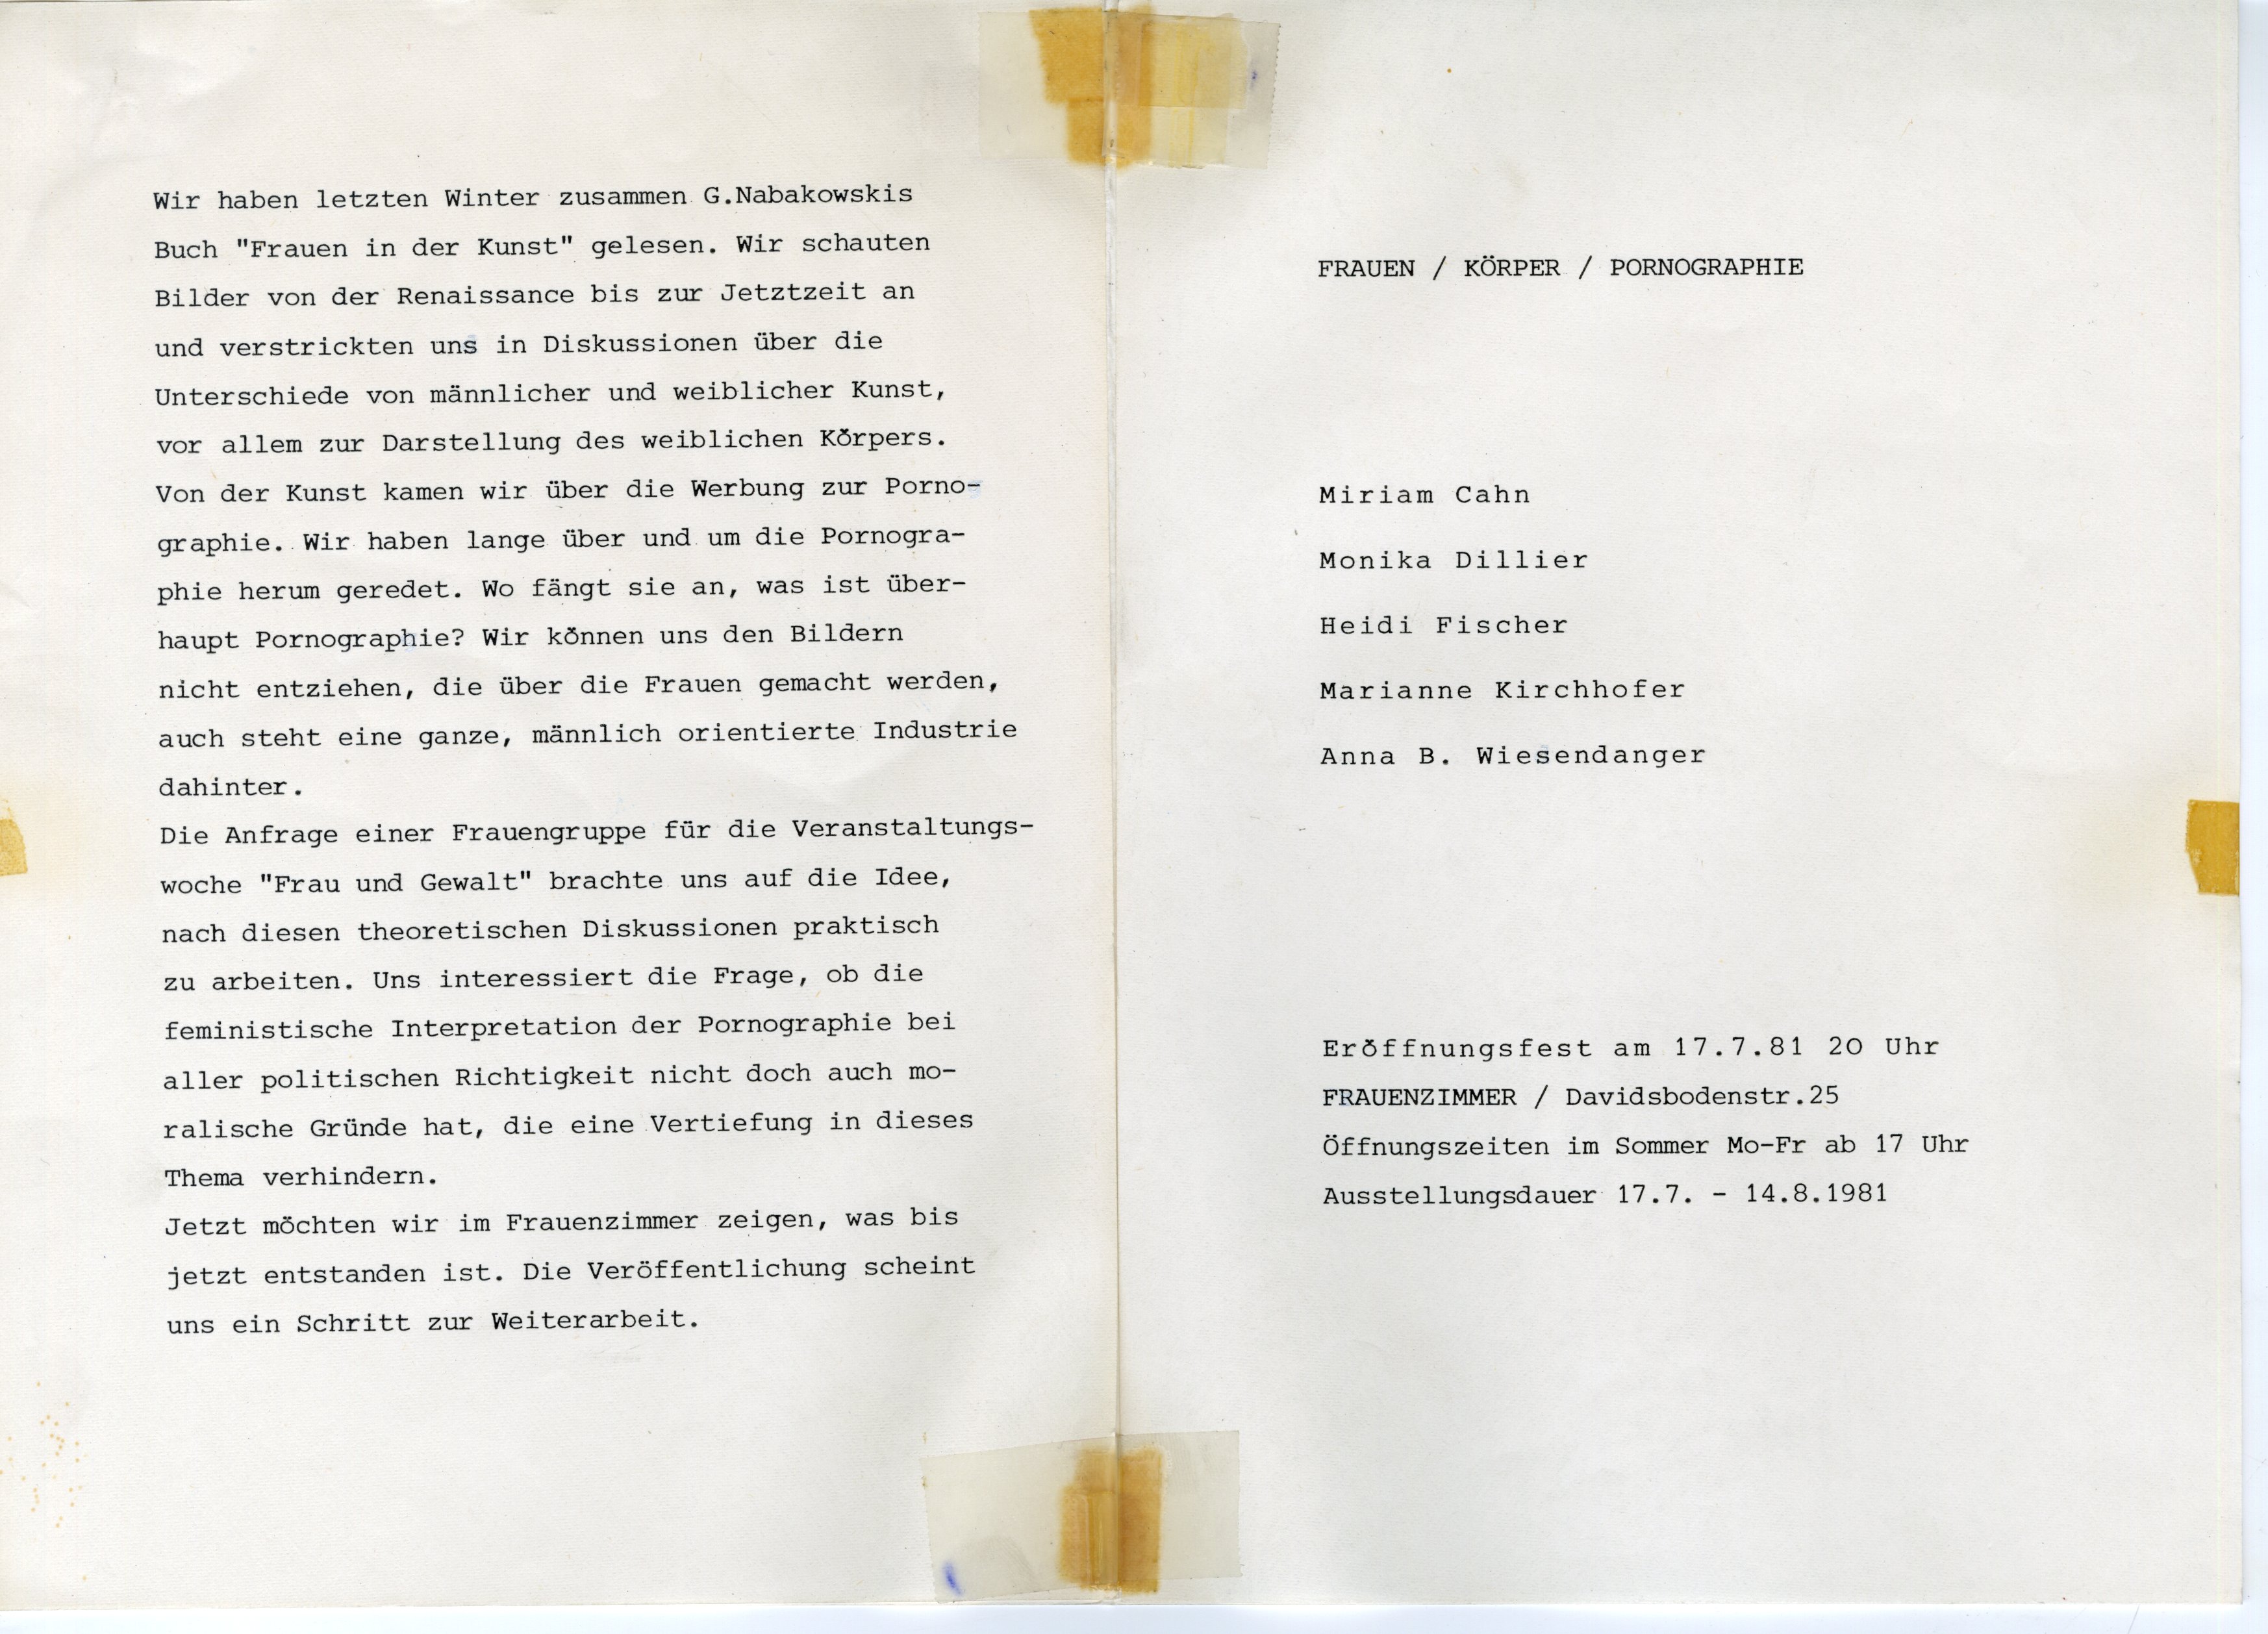 Wir haben letzten Winter zusammen G.Nabakowskis
Buch "Frauen in der Kunst" gelesen. Wir schauten
Bilder von der Renaissance bis zur Jetztzeit an
und verstrickten uns in Diskussionen über die
Unterschiede von männlicher und weiblicher Kunst,
vor allem zur Darstellung des weiblichen Körpers.
Von der Kunst kamen wir über die Werbung zur Porno-
graphie. Wir haben lange über und um die Pornogra-
phie herum geredet. Wo fängt sie an, was ist über-
haupt Pornographie? Wir können uns den Bildern
nicht entziehen, die über die Frauen gemacht werden,
auch steht eine ganze, männlich orientierte Industrie
dahinter.
Die Anfrage einer Frauengruppe für die Veranstaltungs-
woche "Frau und Gewalt" brachte uns auf die Idee,
nach diesen theoretischen Diskussionen praktisch
zu arbeiten. Uns interessiert die Frage, ob die
feministische Interpretation der Pornographie bei
aller politischen Richtigkeit nicht doch auch mo-
ralische Gründe hat, die eine Vertiefung in dieses
Thema verhindern.
Jetzt möchten wir im Frauenzimmer zeigen, was bis
jetzt entstanden ist. Die Veröffentlichung scheint
uns ein Schritt zur Weiterarbeit.
FRAUEN / KÖRPER / PORNOGRAPHIE
Miriam Cahn
Monika Dillier
Heidi Fischer
Marianne Kirchhofer
Anna B. Wiesendanger
Eröffnungsfest am 17.7.81 20 Uhr
FRAUENZIMMER / Davidsbodenstr.25
Öffnungszeiten im Sommer Mo-Fr ab 17 Uhr
Ausstellungsdauer 17.7. - 14.8.1981